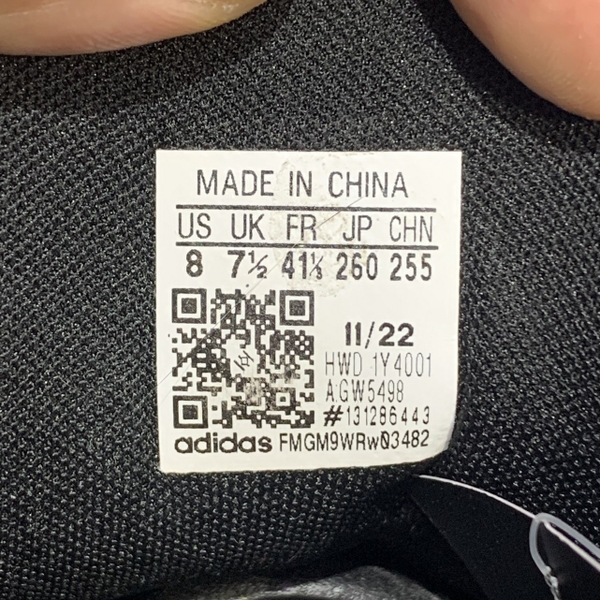 MADE IN CHINA
US UK FR JP CHN
8 7½ 41⅓ 260 255
11/22
HWD 1Y4001
A:GW5498
#131286443
adidas FMGM9WRw03482